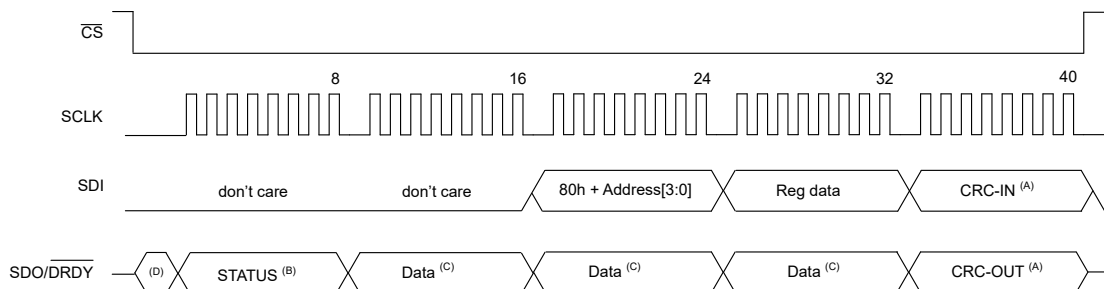 CS
8 16 24 32 40
SCLK
SDI don't care don't care 80h + Address[3:0] Reg data CRC-IN (A)
SDO/DRDY (D) STATUS (B) Data (C) Data (C) Data (C) CRC-OUT (A)